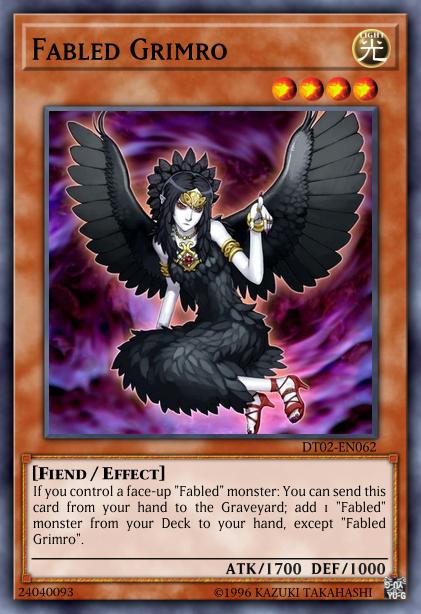 Fabled Grimro
LIGHT
光
DT02-EN062
[Fiend / Effect]
If you control a face-up "Fabled" monster: You can send this
card from your hand to the Graveyard; add 1 "Fabled"
monster from your Deck to your hand, except "Fabled
Grimro".
ATK/1700 DEF/1000
24040093
©1996 KAZUKI TAKAHASHI